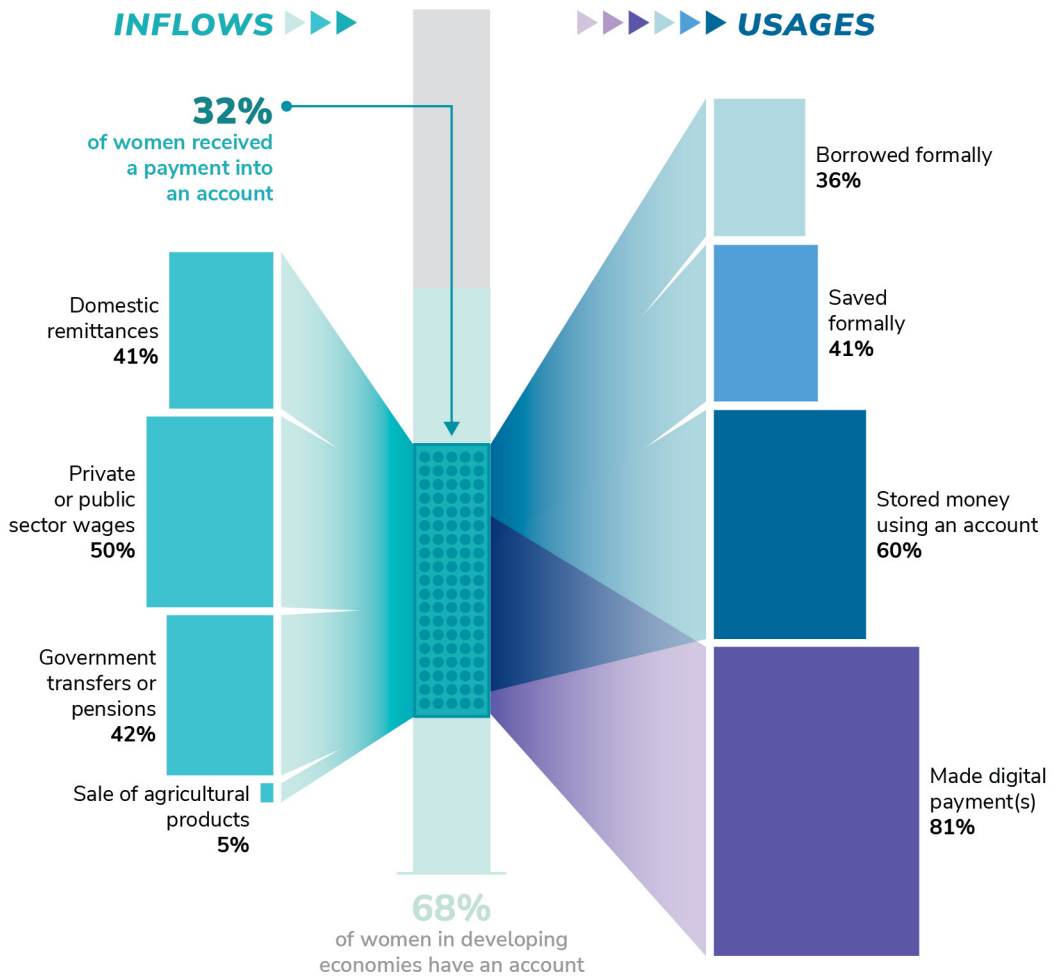 INFLOWS
USAGES
32%
of women received
a payment into
an account
Domestic
remittances
41%
Private
or public
sector wages
50%
Government
transfers or
pensions
42%
Sale of agricultural
products
5%
Borrowed formally
36%
Saved
formally
41%
Stored money
using an account
60%
Made digital
payment(s)
81%
68%
of women in developing
economies have an account